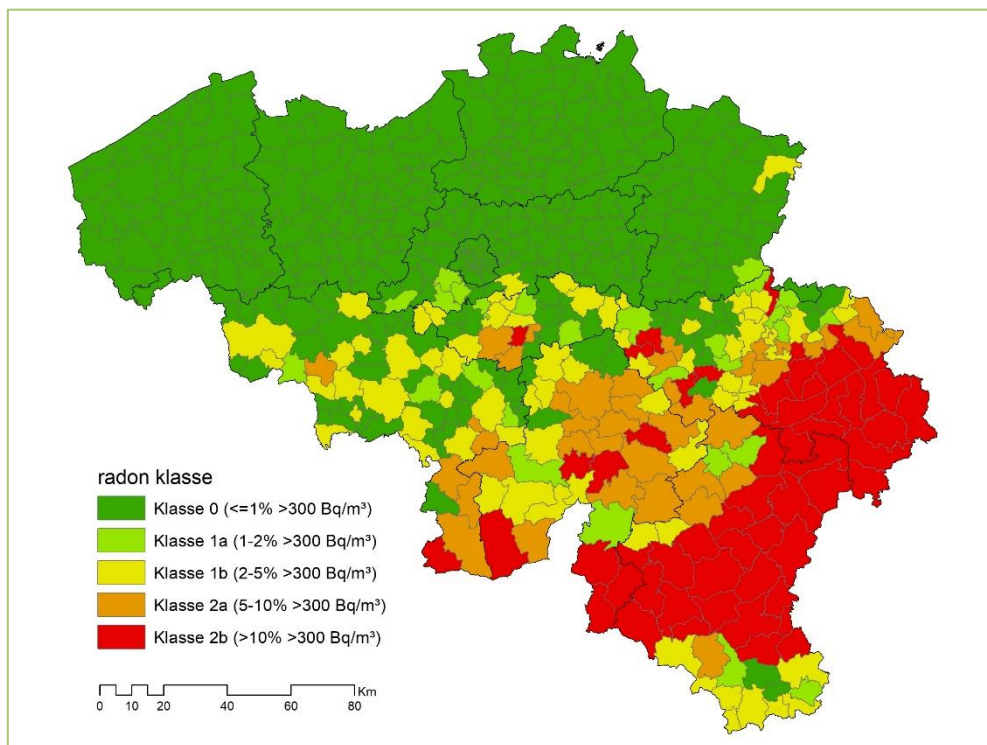 radon klasse
Klasse 0 (<=1% >300 Bq/m³)
Klasse 1a (1-2% >300 Bq/m³)
Klasse 1b (2-5% >300 Bq/m³)
Klasse 2a (5-10% >300 Bq/m³)
Klasse 2b (>10% >300 Bq/m³)
Km
0 10 20 40 60 80